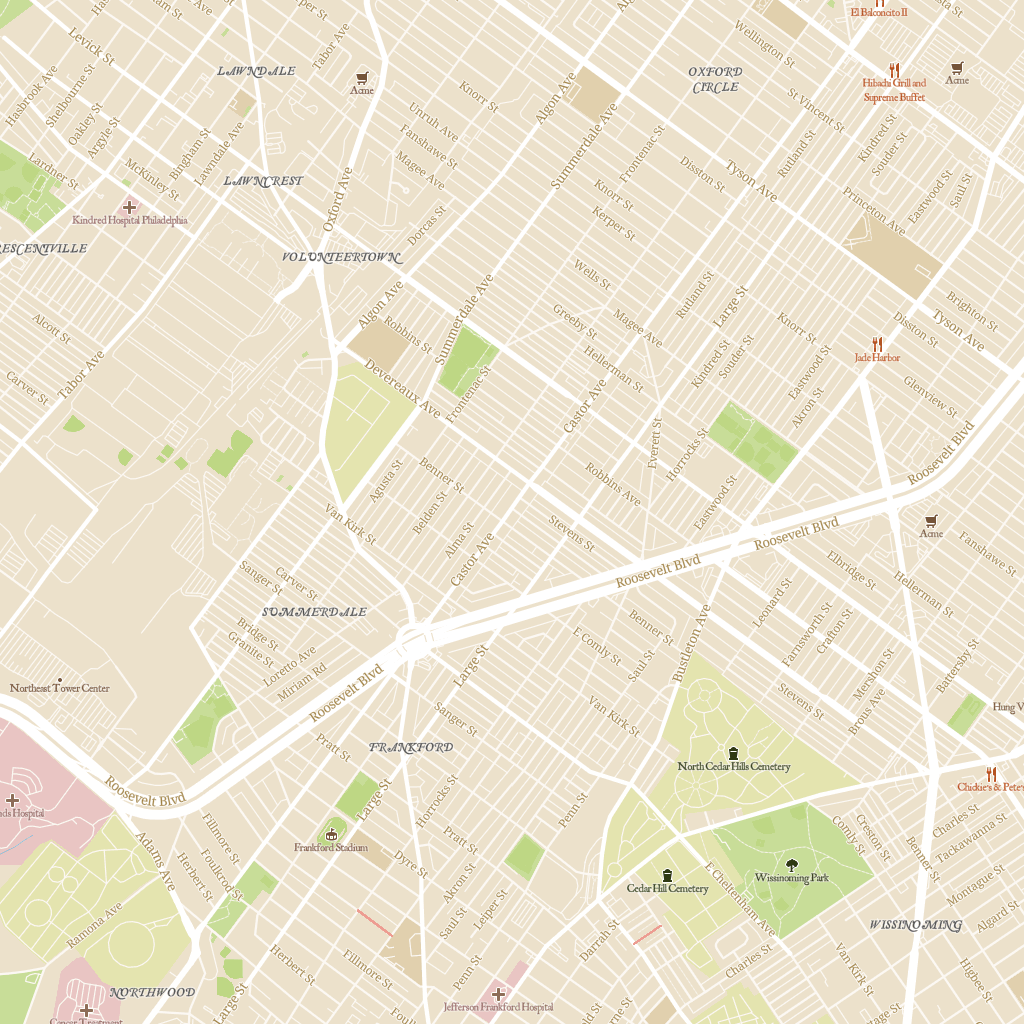 El Balconcito II
Levick St
Tabor Ave
LAWNDALE
OXFORD
CIRCLE
Wellington St
Acme
Hibachi Grill and
Supreme Buffet
Acme
Hasbrook Ave
Shelbourne St
Oakley St
Argyle St
Knorr St
Algon Ave
Summerdale Ave
St Vincent St
Unruh Ave
Fanshawe St
Magee Ave
Bingham St
Lawndale Ave
Lardner St
McKinley St
Frontenac St
Rutland St
Kindred St
Souder St
Disston St
Tyson Ave
LAWNCREST
Oxford Ave
Knorr St
Kerper St
Princeton Ave
Eastwood St
Saul St
Kindred Hospital Philadelphia
Dorcas St
RESCENTVILLE
VOLUNTEERTOWN
Wells St
Algon Ave
Summerdale Ave
Rutland St
Large St
Greeby St
Magee Ave
Knorr St
Brighton St
Tyson Ave
Disston St
Alcott St
Robbins St
Hellerman St
Kindred St
Souder St
Jade Harbor
Tabor Ave
Carver St
Devereaux Ave
Frontenac St
Castor Ave
Eastwood St
Akron St
Glenview St
Everett St
Horrocks St
Roosevelt Blvd
Benner St
Agusta St
Belden St
Robbins Ave
Eastwood St
Van Kirk St
Alma St
Castor Ave
Stevens St
Roosevelt Blvd
Roosevelt Blvd
Acme
Fanshawe St
Sanger St
Carver St
Elbridge St
Hellerman St
SUMMERDALE
Leonard St
Farnsworth St
Crafton St
Bridge St
Granite St
Loretto Ave
Miriam Rd
Benner St
E Comly St
Saul St
Bustleton Ave
Large St
Mershon St
Brous Ave
Battersby St
Northeast Tower Center
Roosevelt Blvd
Stevens St
Van Kirk St
Sanger St
Hung V
Pratt St
FRANKFORD
North Cedar Hills Cemetery
Roosevelt Blvd
Large St
Horrocks St
Penn St
Chickie's & Pete's
nds Hospital
Adams Ave
Fillmore St
Frankford Stadium
Pratt St
Comly St
Creston St
Charles St
Tackawanna St
Benner St
Herbert St
Foulkrod St
Dyre St
Akron St
Leiper St
Saul St
Cedar Hill Cemetery
E Cheltenham Ave
Wissinoming Park
Montague St
Algard St
WISSINOMING
Ramona Ave
Darrah St
Charles St
Van Kirk St
Herbert St
Fillmore St
Penn St
Higbee St
NORTHWOOD
Large St
Jefferson Frankford Hospital
Cancer Treatment